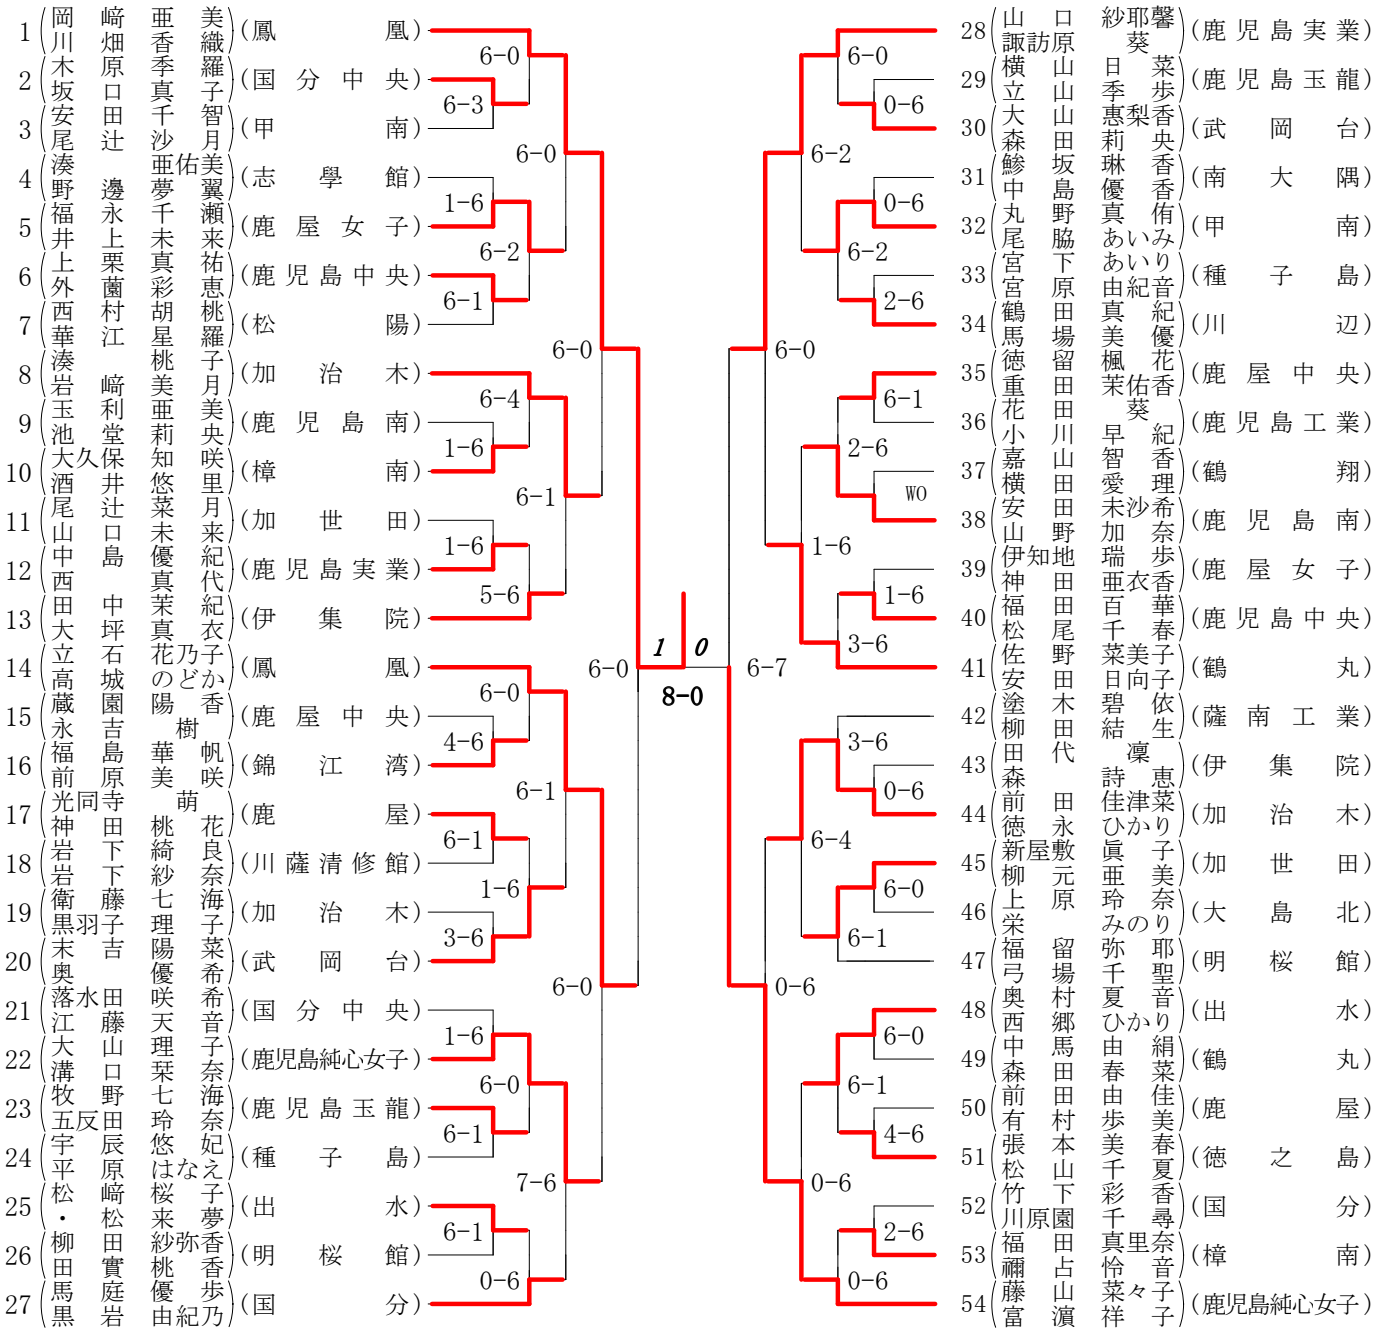 1 岡﨑亜美 川畑香織 (鳳凰)
2 木原季羅 坂口真子 (国分中央)
3 安田千智 尾辻沙月 (甲南)
4 湊亜佑美 野邊夢翼 (志學館)
5 福永千瀬 井上未来 (鹿屋女子)
6 上栗真祐 外薗彩恵 (鹿児島中央)
7 西村胡桃 華江星羅 (松陽)
8 湊桃子 岩﨑美月 (加治木)
9 玉利亜美 池堂莉央 (鹿児島南)
10 大久保知咲 酒井悠里 (樟南)
11 尾辻菜月 山口未来 (加世田)
12 中島優紀 西真代 (鹿児島実業)
13 田中茉紀 大坪真衣 (伊集院)
14 立石花乃子 高城のどか (鳳凰)
15 蔵園陽香 永吉樹 (鹿屋中央)
16 福島華帆 前原美咲 (錦江湾)
17 光同寺萌 神田桃花 (鹿屋)
18 岩下綺良 岩下紗奈 (川薩清修館)
19 衛藤七海 黒羽子理子 (加治木)
20 末吉陽菜 奥優希 (武岡台)
21 落水田咲希 江藤天音 (国分中央)
22 大山理子 溝口栞奈 (鹿児島純心女子)
23 牧野七海 五反田玲奈 (鹿児島玉龍)
24 宇辰悠妃 平原はなえ (種子島)
25 松﨑桜子 ・松来夢 (出水)
26 柳田紗弥香 田實桃香 (明桜館)
27 馬庭優歩 黒岩由紀乃 (国分)
6-0
6-3
6-0
1-6
6-2
6-1
6-0
6-4
1-6
6-1
1-6
5-6
6-0
6-0
4-6
6-1
6-1
1-6
3-6
6-0
1-6
6-0
6-1
7-6
6-1
0-6
1 0
8-0
28 山口紗耶馨 諏訪原葵 (鹿児島実業)
29 横山日菜 立山季歩 (鹿児島玉龍)
30 大山惠梨香 森田莉央 (武岡台)
31 鯵坂琳香 中島優香 (南大隅)
32 丸野真侑 尾脇あいみ (甲南)
33 宮下あいり 宮原由紀音 (種子島)
34 鶴田真紀 馬場美優 (川辺)
35 徳留楓花 重田茉佑香 (鹿屋中央)
36 花田葵 小川早紀 (鹿児島工業)
37 嘉山智香 横田愛理 (鶴翔)
38 安田未沙希 山野加奈 (鹿児島南)
39 伊知地瑞歩 神田亜衣香 (鹿屋女子)
40 福田百華 松尾千春 (鹿児島中央)
41 佐野菜美子 安田日向子 (鶴丸)
42 塗木碧依 柳田結生 (薩南工業)
43 田代凜 森詩恵 (伊集院)
44 前田佳津菜 徳永ひかり (加治木)
45 新屋敷眞子 柳元亜美 (加世田)
46 上原玲奈 栄みのり (大島北)
47 福留弥耶 弓場千聖 (明桜館)
48 奥村夏音 西郷ひかり (出水)
49 中馬由絹 森田春菜 (鶴丸)
50 前田由佳 有村歩美 (鹿屋)
51 張本美春 松山千夏 (徳之島)
52 竹下彩香 川原園千尋 (国分)
53 福田真里奈 禰占怜音 (樟南)
54 藤山菜々子 富濵祥子 (鹿児島純心女子)
6-0
0-6
6-2
0-6
6-2
2-6
6-0
6-1
2-6
WO
1-6
1-6
3-6
6-7
3-6
0-6
6-4
6-0
6-1
0-6
6-0
6-1
4-6
0-6
2-6
0-6